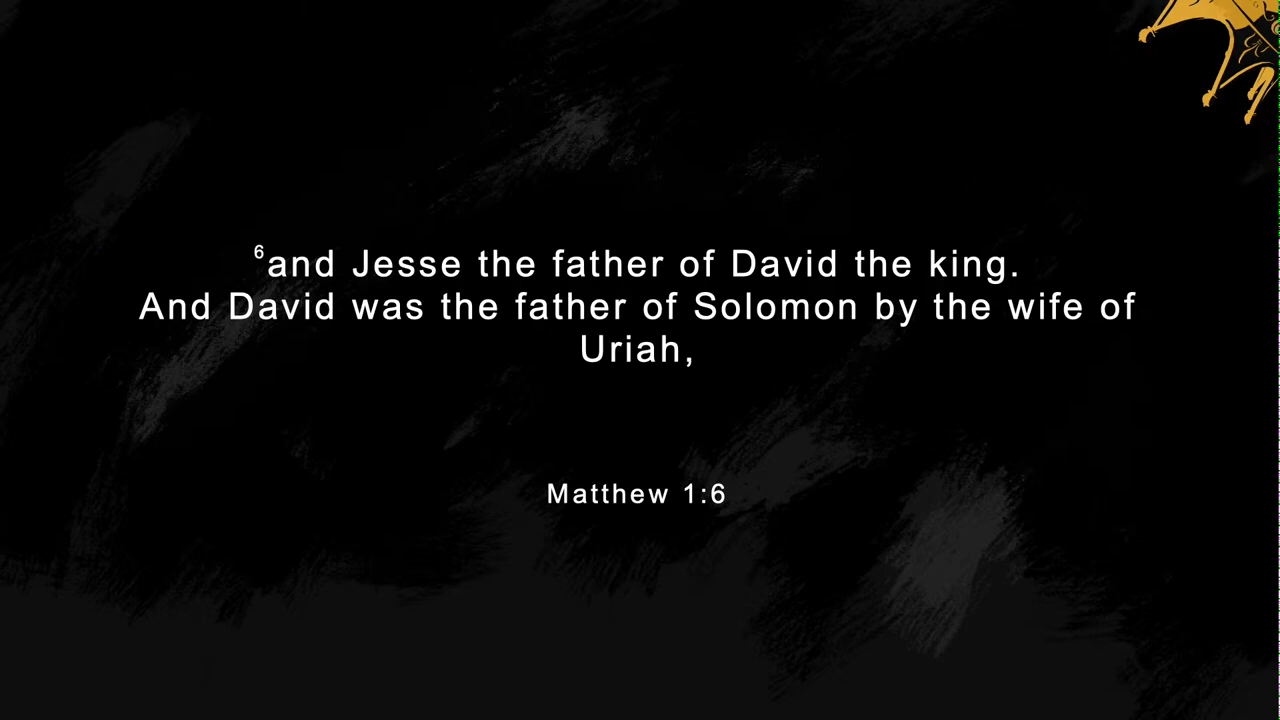 6and Jesse the father of David the king.
And David was the father of Solomon by the wife of
Uriah,
Matthew 1:6